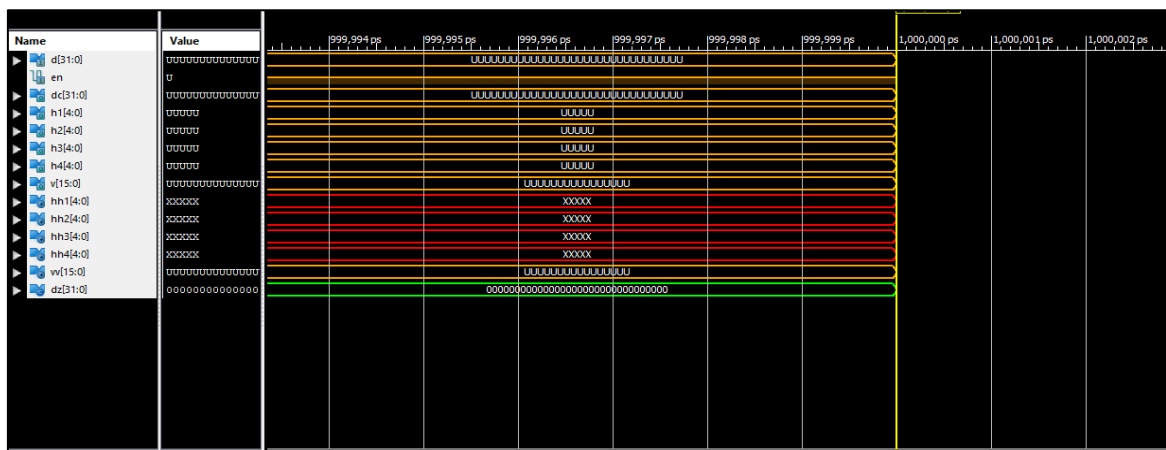 Name Value 999,994 ps 999,995 ps 999,996 ps 999,997 ps 999,998 ps 999,999 ps 1,000,000 ps 1,000,001 ps 1,000,002 ps
d[31:0] UUUUUUUUUUUUUU UUUUUUUUUUUUUUUUUUUUUUUUUUUUUUUU
en U
dc[31:0] UUUUUUUUUUUUUU UUUUUUUUUUUUUUUUUUUUUUUUUUUUUUUU
h1[4:0] UUUUU UUUUU
h2[4:0] UUUUU UUUUU
h3[4:0] UUUUU UUUUU
h4[4:0] UUUUU UUUUU
v[15:0] UUUUUUUUUUUUUU UUUUUUUUUUUUUUUU
hh1[4:0] XXXXX XXXXX
hh2[4:0] XXXXX XXXXX
hh3[4:0] XXXXX XXXXX
hh4[4:0] XXXXX XXXXX
vv[15:0] UUUUUUUUUUUUUU UUUUUUUUUUUUUUUU
dz[31:0] 00000000000000 00000000000000000000000000000000